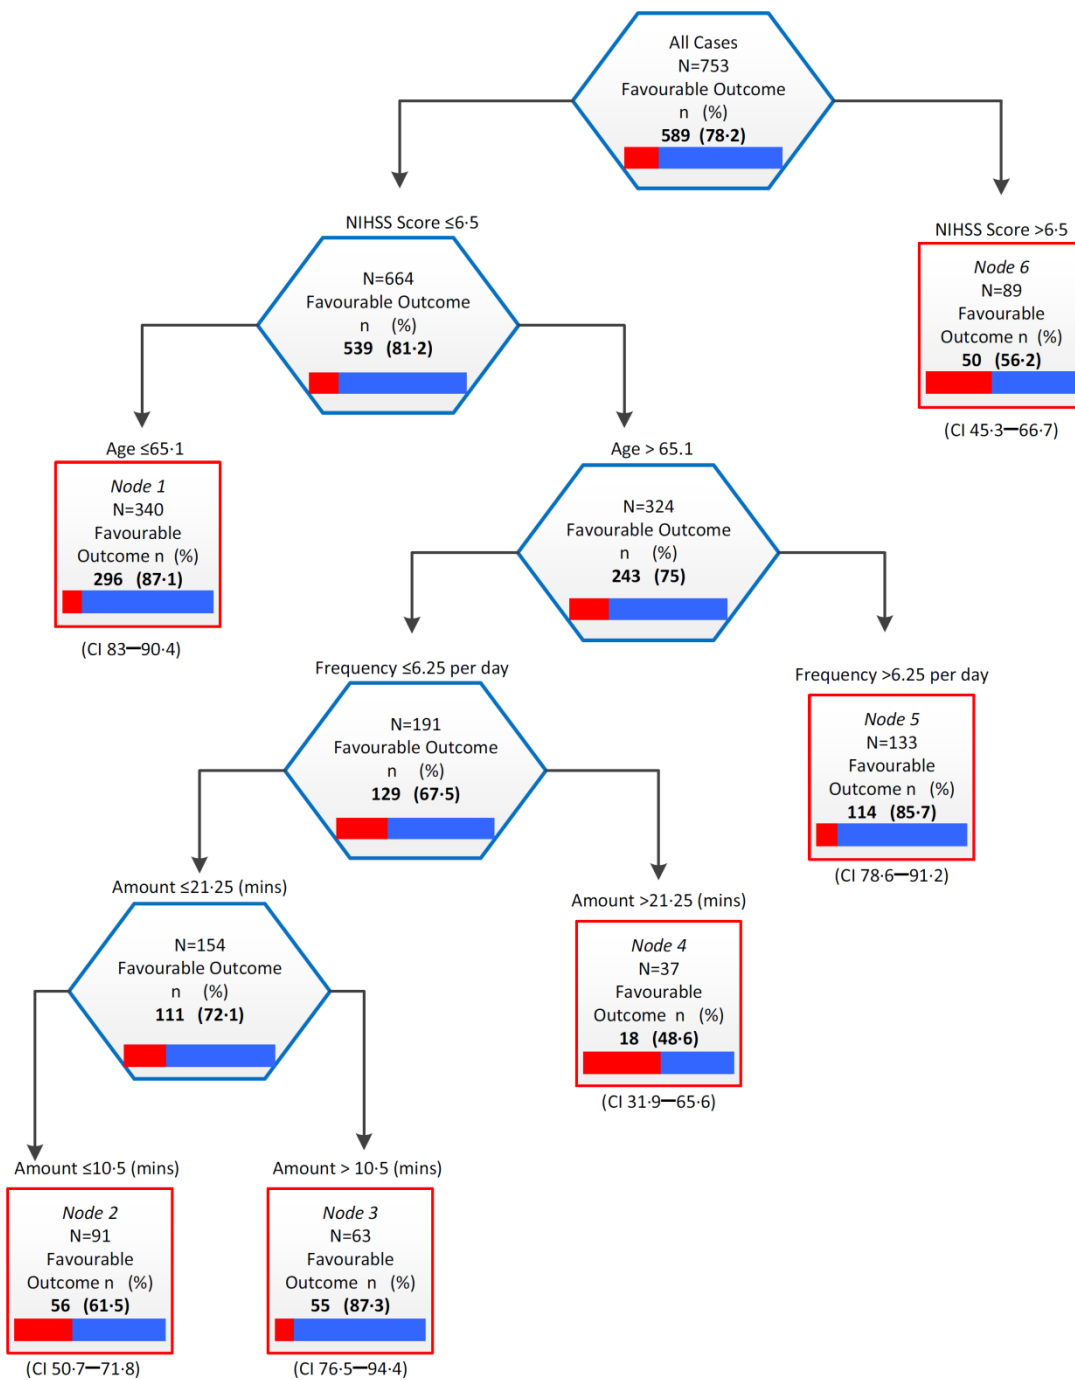 All Cases
N=753
Favourable Outcome
n (%)
589 (78·2)
NIHSS Score ≤6·5
N=664
Favourable Outcome
n (%)
539 (81·2)
NIHSS Score >6·5
Node 6
N=89
Favourable
Outcome n (%)
50 (56·2)
(CI 45·3—66·7)
Age ≤65·1
Node 1
N=340
Favourable
Outcome n (%)
296 (87·1)
(CI 83—90·4)
Age > 65.1
N=324
Favourable Outcome
n (%)
243 (75)
Frequency ≤6.25 per day
N=191
Favourable Outcome
n (%)
129 (67·5)
Frequency >6.25 per day
Node 5
N=133
Favourable
Outcome n (%)
114 (85·7)
(CI 78·6—91·2)
Amount ≤21·25 (mins)
N=154
Favourable Outcome
n (%)
111 (72·1)
Amount >21·25 (mins)
Node 4
N=37
Favourable
Outcome n (%)
18 (48·6)
(CI 31·9—65·6)
Amount ≤10·5 (mins)
Node 2
N=91
Favourable
Outcome n (%)
56 (61·5)
(CI 50·7—71·8)
Amount > 10·5 (mins)
Node 3
N=63
Favourable
Outcome n (%)
55 (87·3)
(CI 76·5—94·4)